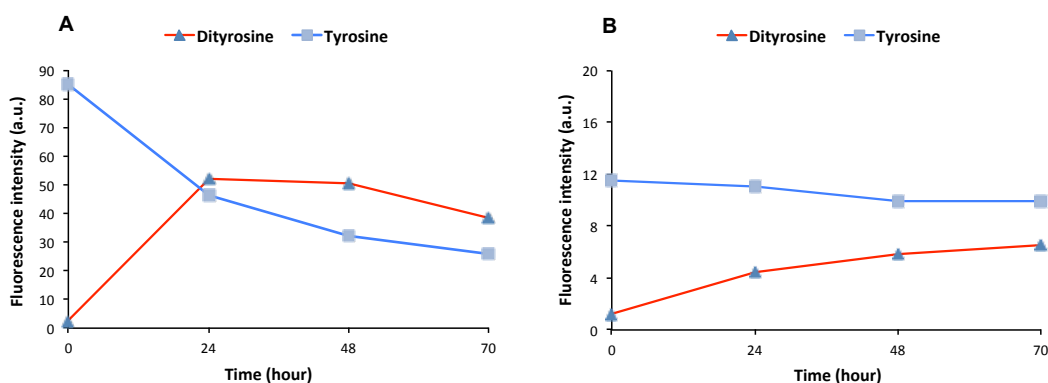 A
Dityrosine Tyrosine
Fluorescence intensity (a.u.)
90
80
70
60
50
40
30
20
10
0
0 24 48 70
Time (hour)
B
Dityrosine Tyrosine
Fluorescence intensity (a.u.)
20
16
12
8
4
0
0 24 48 70
Time (hour)